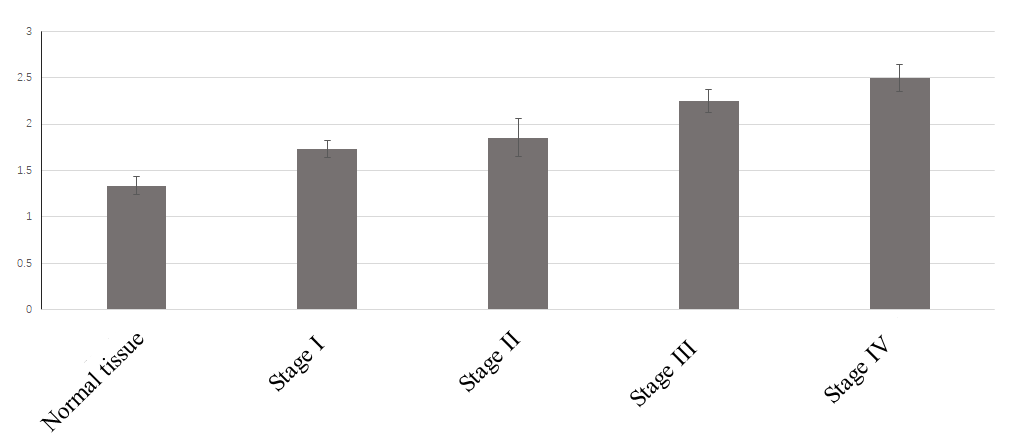 3
2.5
2
1.5
1
0.5
0
Normal tissue
Stage I
Stage II
Stage III
Stage IV